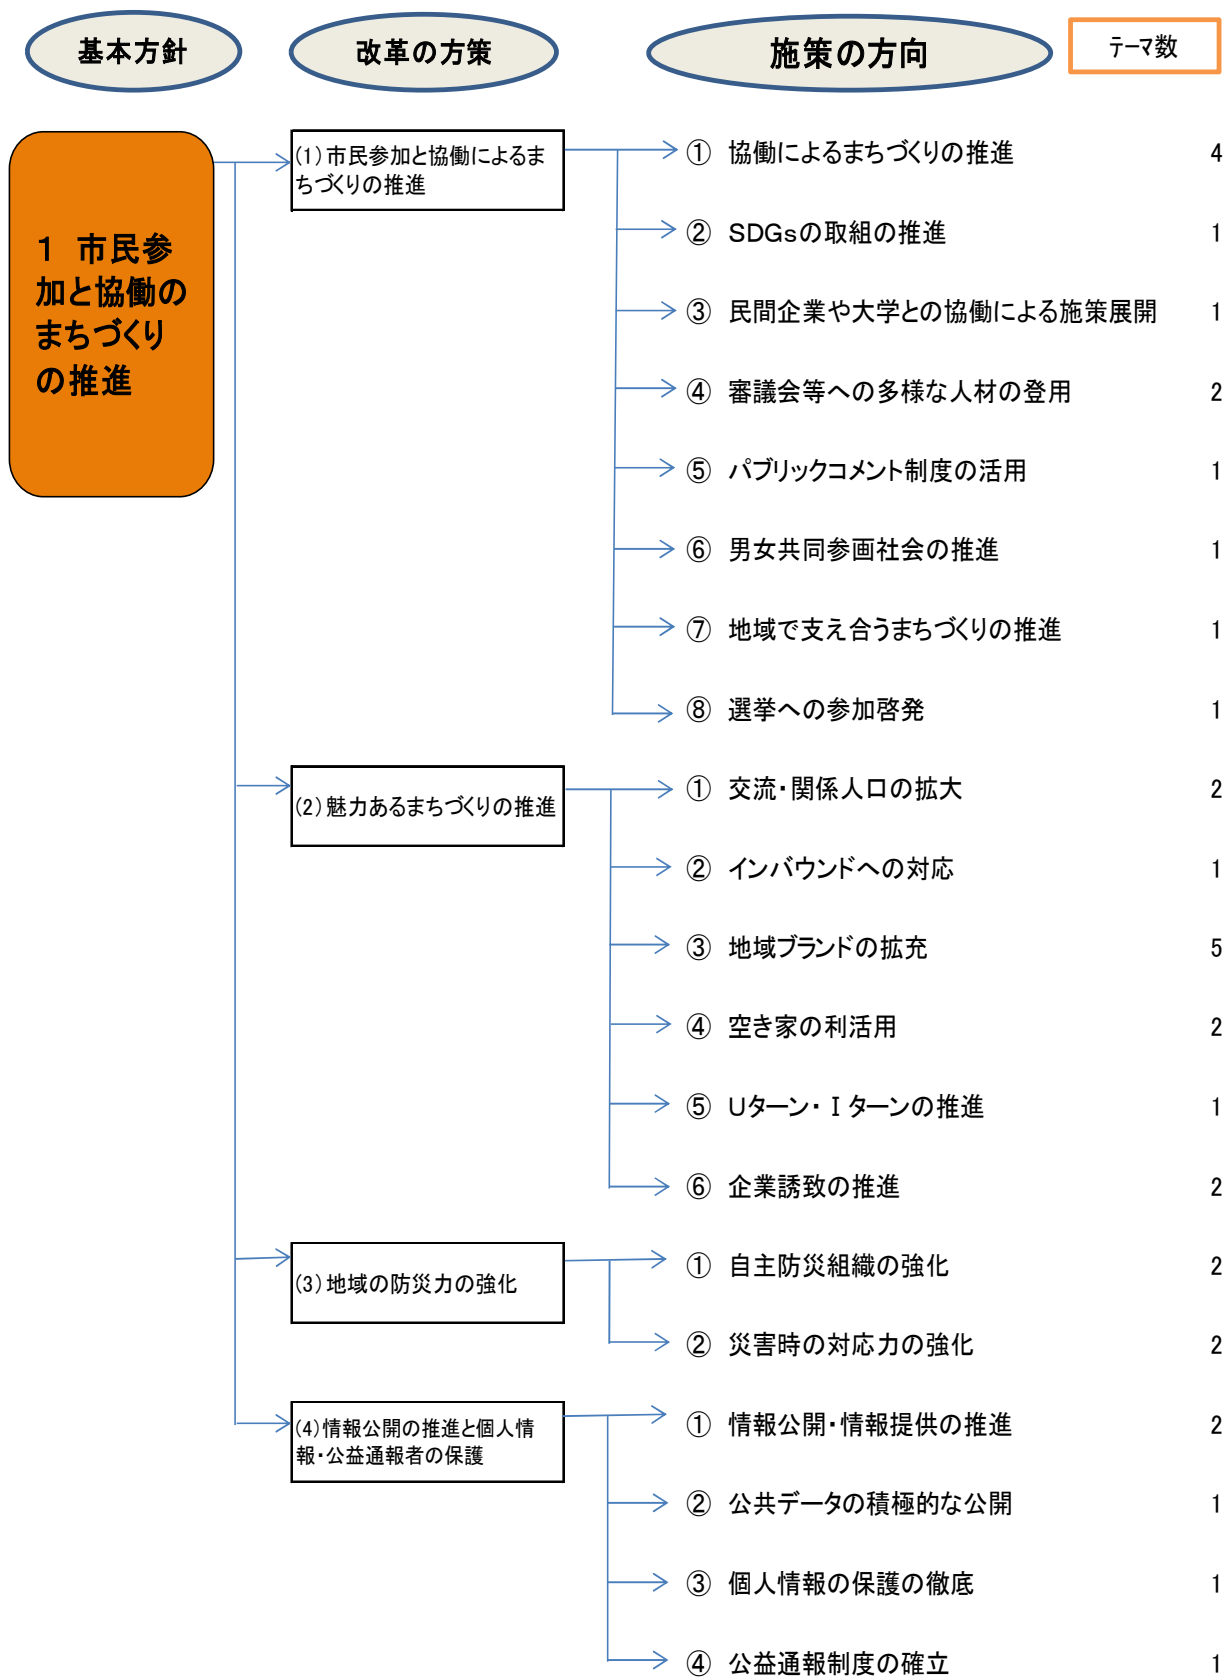 基本方針
改革の方策
施策の方向
テーマ数
1 市民参
加と協働の
まちづくり
の推進
(1)市民参加と協働によるま
ちづくりの推進
① 協働によるまちづくりの推進 4
② SDGsの取組の推進 1
③ 民間企業や大学との協働による施策展開 1
④ 審議会等への多様な人材の登用 2
⑤ パブリックコメント制度の活用 1
⑥ 男女共同参画社会の推進 1
⑦ 地域で支え合うまちづくりの推進 1
⑧ 選挙への参加啓発 1
(2)魅力あるまちづくりの推進
① 交流・関係人口の拡大 2
② インバウンドへの対応 1
③ 地域ブランドの拡充 5
④ 空き家の利活用 2
⑤ Uターン・Iターンの推進 1
⑥ 企業誘致の推進 2
(3)地域の防災力の強化
① 自主防災組織の強化 2
② 災害時の対応力の強化 2
(4)情報公開の推進と個人情
報・公益通報者の保護
① 情報公開・情報提供の推進 2
② 公共データの積極的な公開 1
③ 個人情報の保護の徹底 1
④ 公益通報制度の確立 1